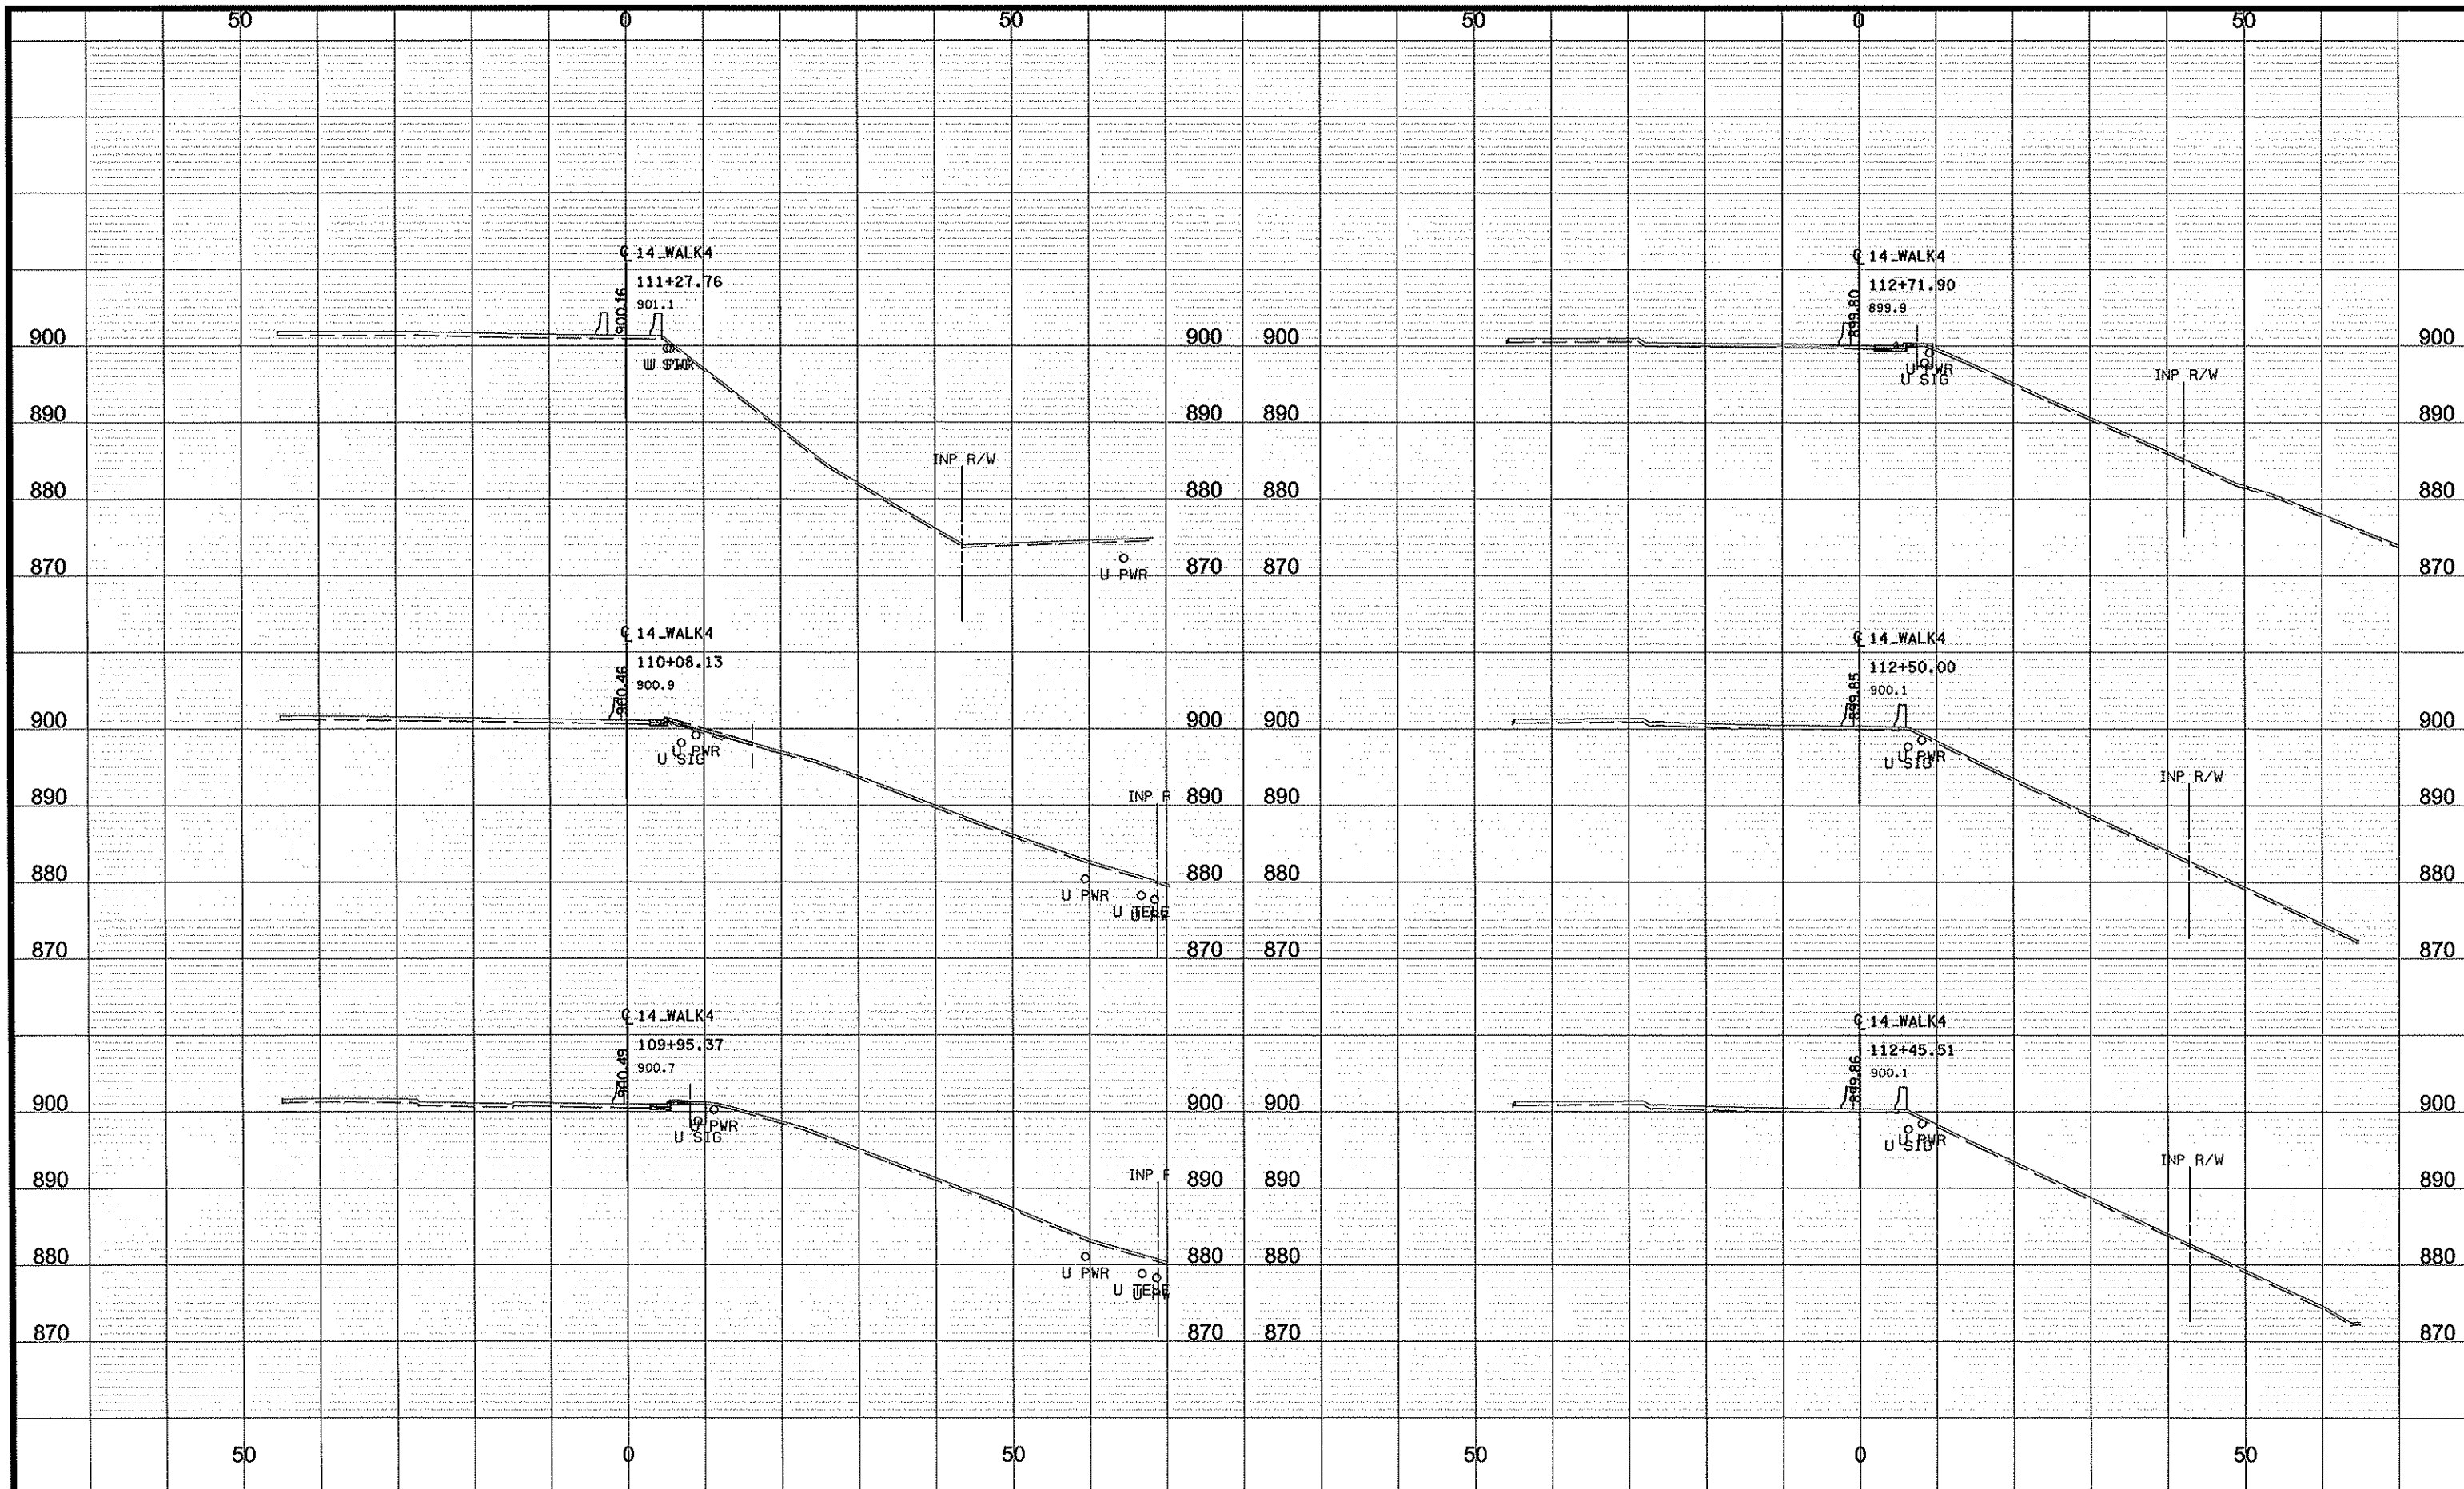 50 0 50 50 0 50
℄ 14_WALK4
111+27.76
901.1
900.16
900 900 900 900
U PWR
890 890 890 890
INP R/W
880 880 880 880
870 870 870 870
U PWR
℄ 14_WALK4
112+71.90
899.9
899.80
U PWR
U SIG
INP R/W
℄ 14_WALK4
110+08.13
900.9
900.46
900 900 900 900
U PWR
U SIG
890 890 890 890
INP R
880 880 880 880
U PWR
U TELE
870 870 870 870
℄ 14_WALK4
112+50.00
900.1
899.85
U PWR
U SIG
INP R/W
℄ 14_WALK4
109+95.37
900.7
900.49
900 900 900 900
U PWR
U SIG
890 890 890 890
INP R
880 880 880 880
U PWR
U TELE
870 870 870 870
℄ 14_WALK4
112+45.51
900.1
899.86
U PWR
U SIG
INP R/W
50 0 50 50 0 50